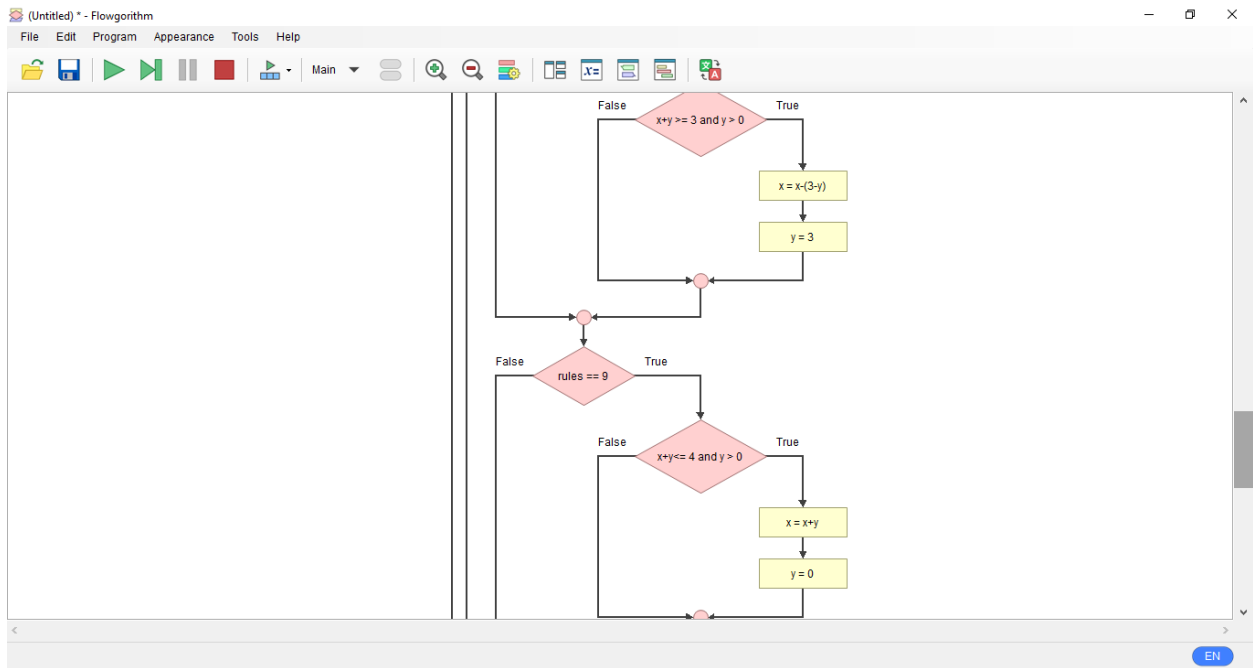 (Untitled) * - Flowgorithm
File Edit Program Appearance Tools Help
Main
x=
文
A
False
True
x+y >= 3 and y > 0
x = x-(3-y)
y = 3
False
True
rules == 9
False
True
x+y<= 4 and y > 0
x = x+y
y = 0
EN